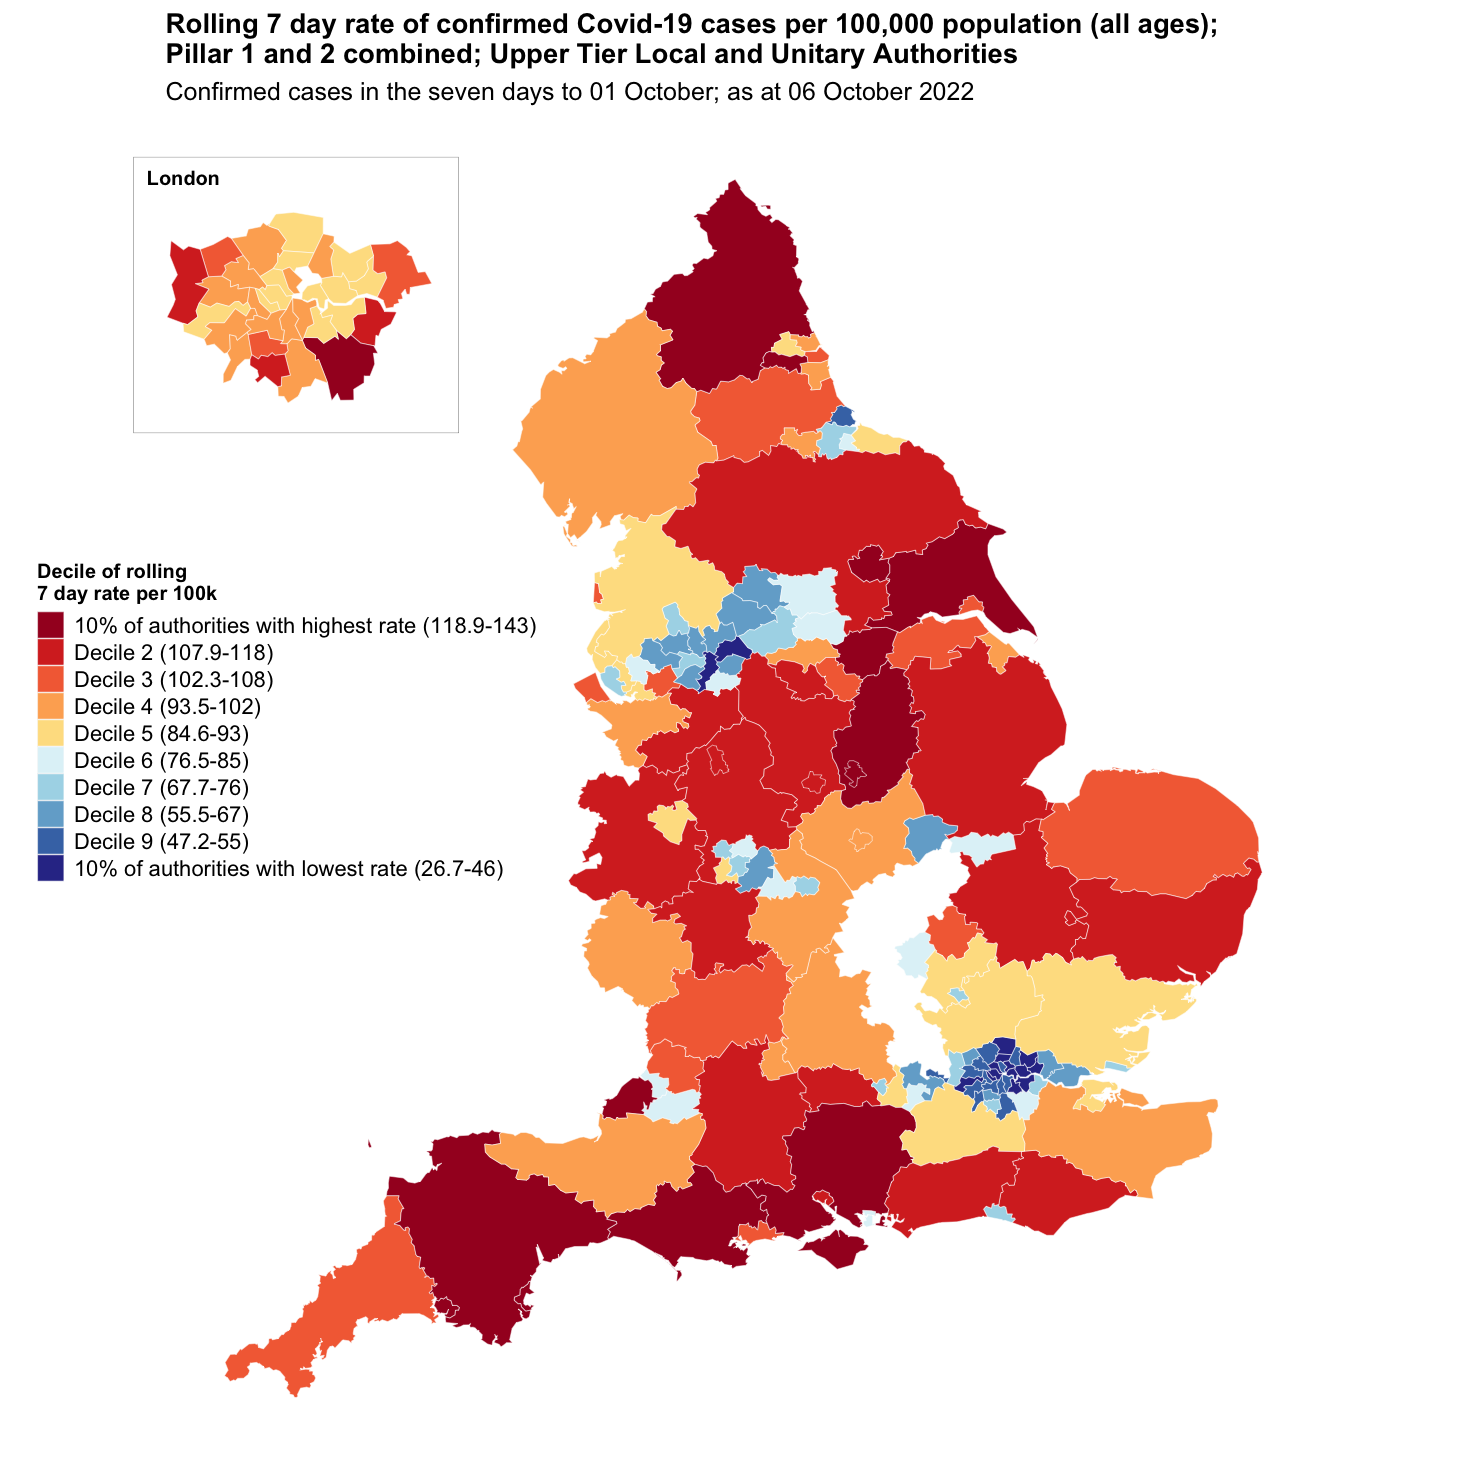 Rolling 7 day rate of confirmed Covid-19 cases per 100,000 population (all ages);
Pillar 1 and 2 combined; Upper Tier Local and Unitary Authorities
Confirmed cases in the seven days to 01 October; as at 06 October 2022
London
Decile of rolling
7 day rate per 100k
10% of authorities with highest rate (118.9-143)
Decile 2 (107.9-118)
Decile 3 (102.3-108)
Decile 4 (93.5-102)
Decile 5 (84.6-93)
Decile 6 (76.5-85)
Decile 7 (67.7-76)
Decile 8 (55.5-67)
Decile 9 (47.2-55)
10% of authorities with lowest rate (26.7-46)